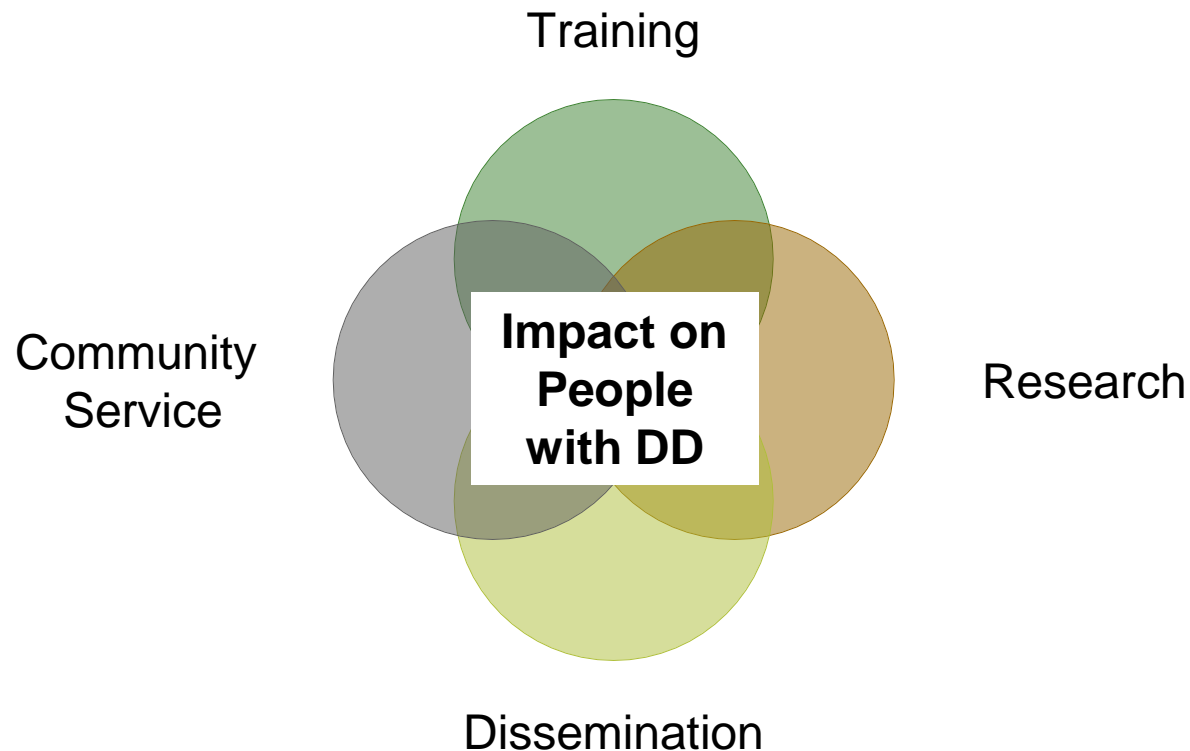 Training
Community
Service
Impact on
People
with DD
Research
Dissemination